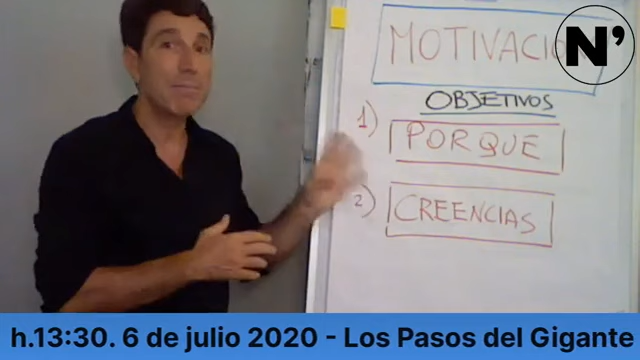 MOTIVACIO
N'
OBJETIVOS
1) PORQUE
2) CREENCIAS
h.13:30. 6 de julio 2020 - Los Pasos del Gigante